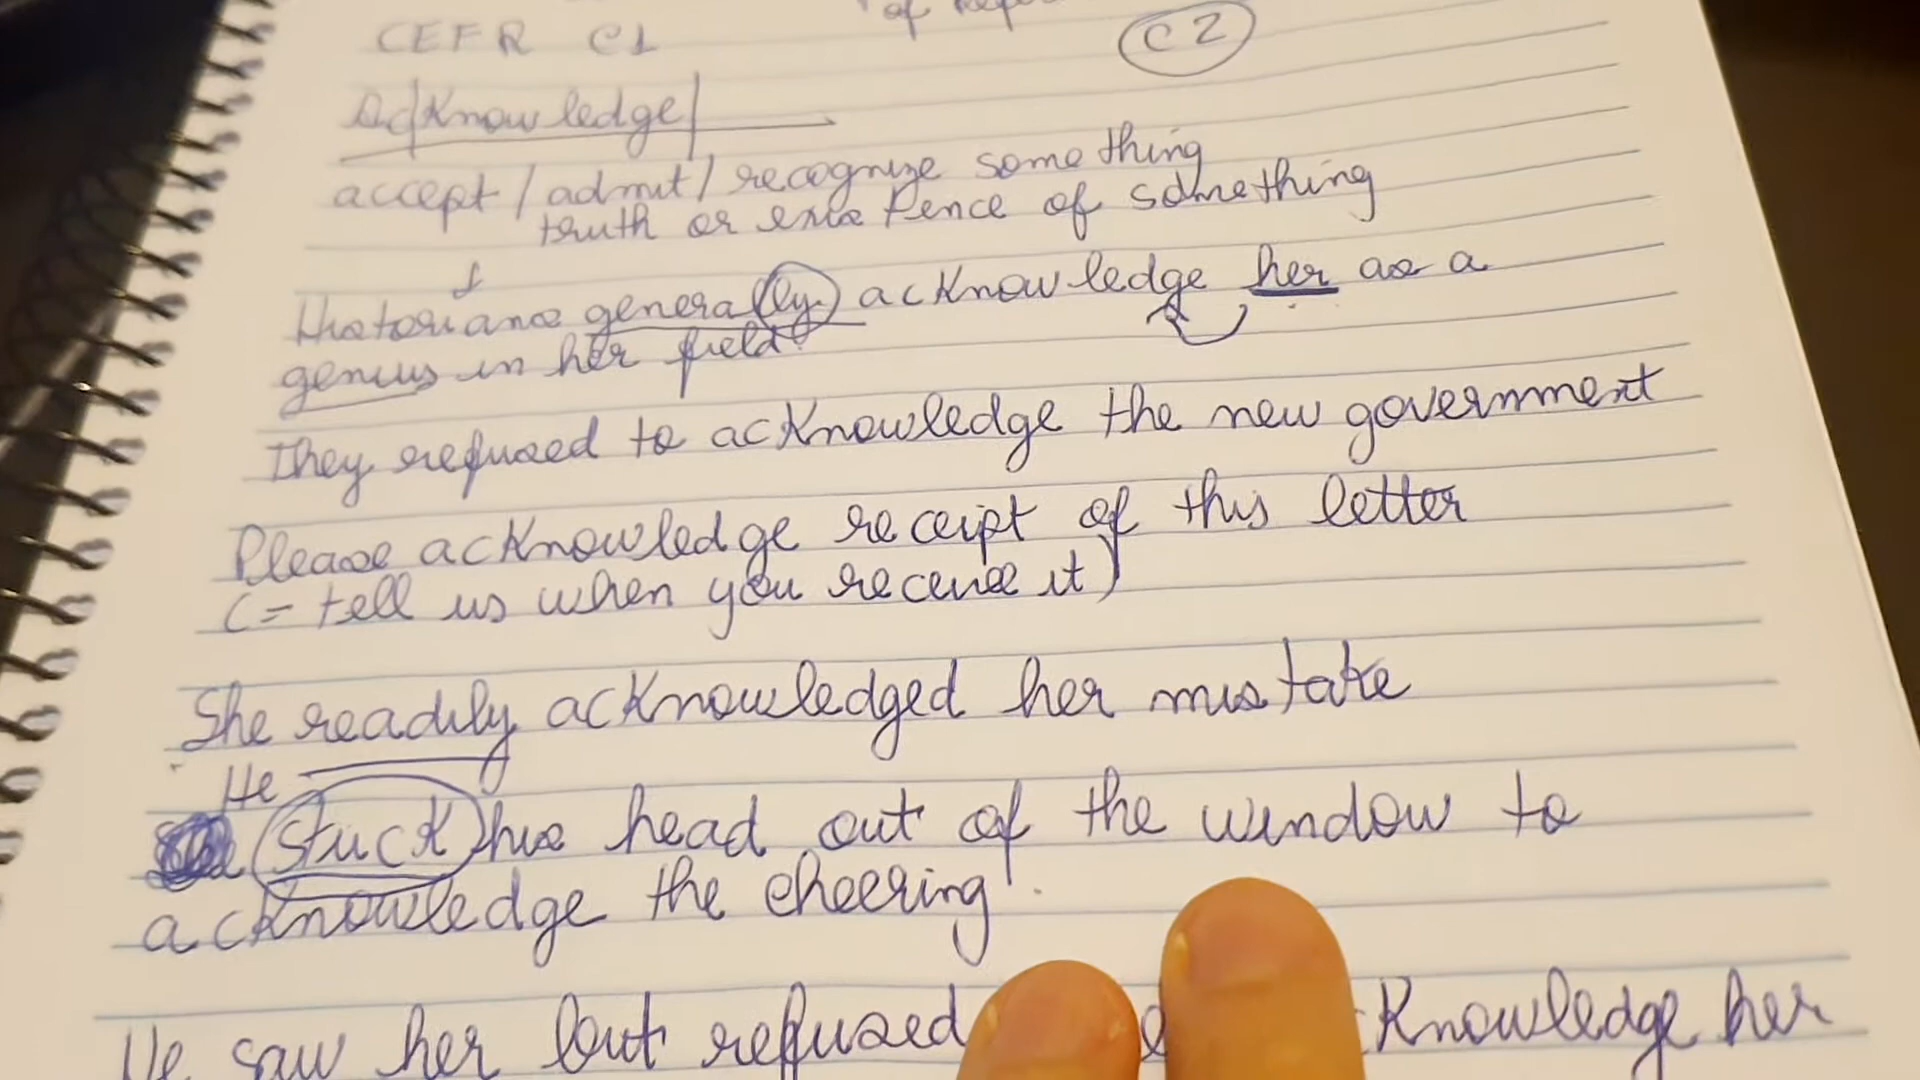 of
CEFR C1
C2
Acknowledge
accept / admit / recognize something
truth or existence of something
Historians generally acknowledge her as a
genius in her field.
They refused to acknowledge the new government
Please acknowledge receipt of this letter
(= tell us when you receive it)
She readily acknowledged her mistake
He
stuck his head out of the window to
acknowledge the cheering.
He saw her but refused acknowledge her